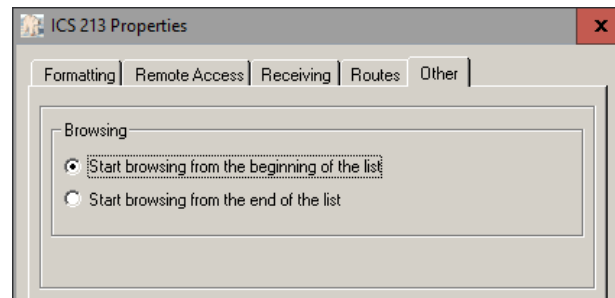 ICS 213 Properties
x
Formatting Remote Access Receiving Routes Other
Browsing
Start browsing from the beginning of the list
Start browsing from the end of the list